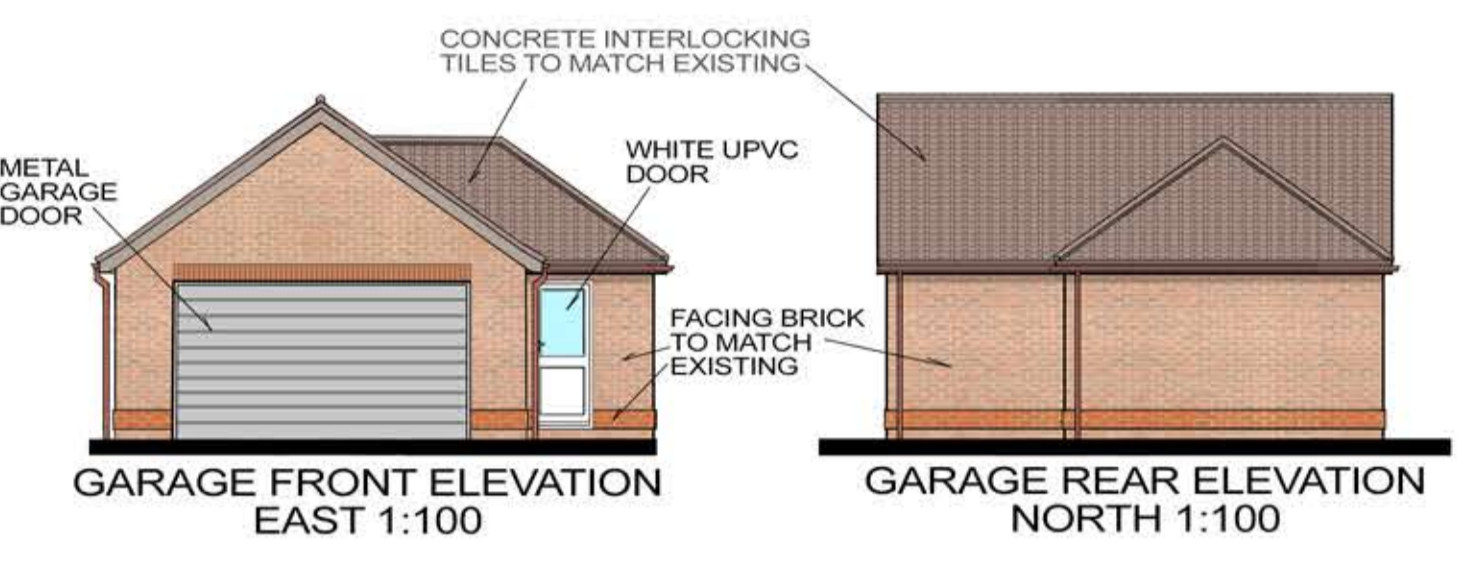 CONCRETE INTERLOCKING
TILES TO MATCH EXISTING
METAL
GARAGE
DOOR
WHITE UPVC
DOOR
FACING BRICK
TO MATCH
EXISTING
GARAGE FRONT ELEVATION
EAST 1:100
GARAGE REAR ELEVATION
NORTH 1:100